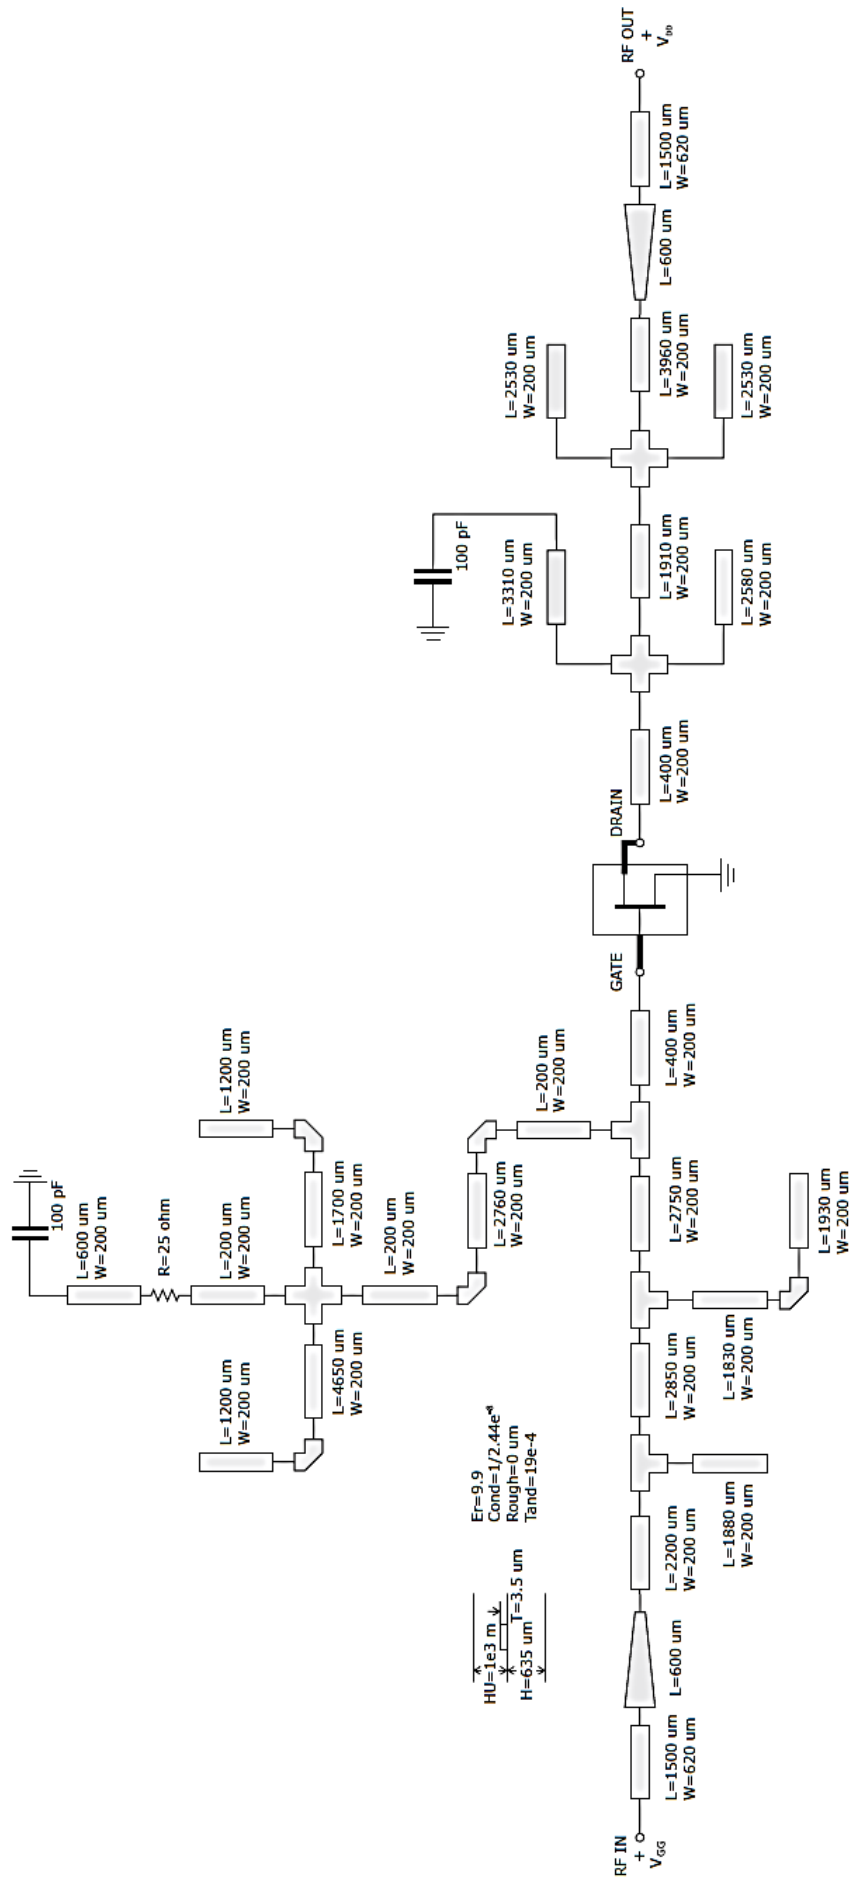 100 pF
L=600 um
W=200 um
R=25 ohm
L=1200 um
W=200 um
L=200 um
W=200 um
L=1200 um
W=200 um
L=4650 um
W=200 um
L=1700 um
W=200 um
L=200 um
W=200 um
Er=9.9
Cond=1/2.44e⁻⁸
Rough=0 um
Tand=19e-4
HU=1e3 m
T=3.5 um
H=635 um
L=2760 um
W=200 um
L=200 um
W=200 um
100 pF
L=3310 um
W=200 um
L=2530 um
W=200 um
RF IN
+
V_GG
GATE
DRAIN
RF OUT
+
V_DD
L=1500 um
W=620 um
L=600 um
L=2200 um
W=200 um
L=2850 um
W=200 um
L=2750 um
W=200 um
L=400 um
W=200 um
L=400 um
W=200 um
L=1910 um
W=200 um
L=3960 um
W=200 um
L=600 um
L=1500 um
W=620 um
L=1880 um
W=200 um
L=1830 um
W=200 um
L=1930 um
W=200 um
L=2580 um
W=200 um
L=2530 um
W=200 um